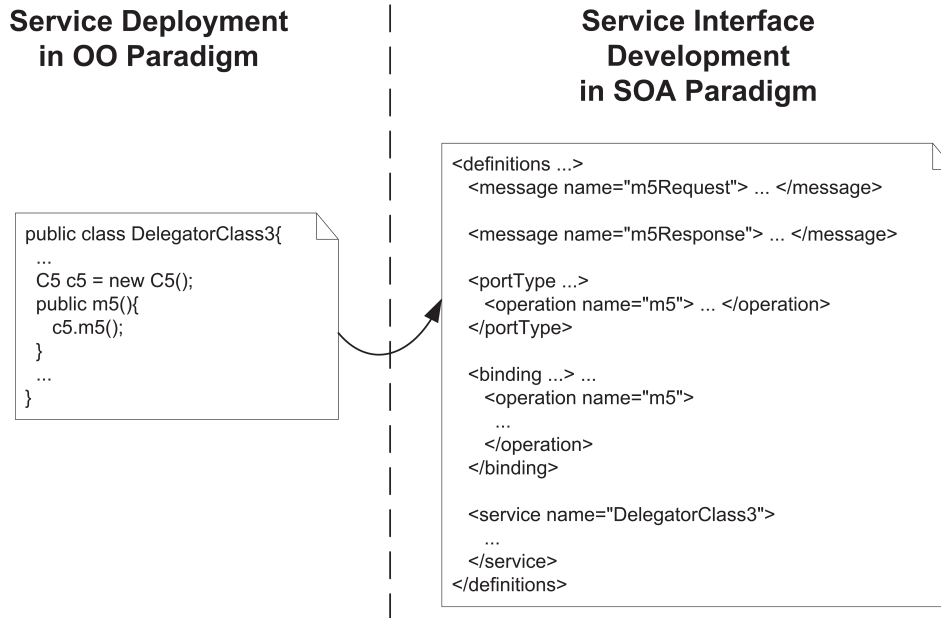 Service Deployment
in OO Paradigm
Service Interface
Development
in SOA Paradigm
public class DelegatorClass3{
...
C5 c5 = new C5();
public m5(){
c5.m5();
}
...
}
<definitions ...>
<message name="m5Request"> ... </message>
<message name="m5Response"> ... </message>
<portType ...>
<operation name="m5"> ... </operation>
</portType>
<binding ...> ...
<operation name="m5">
...
</operation>
</binding>
<service name="DelegatorClass3">
...
</service>
</definitions>